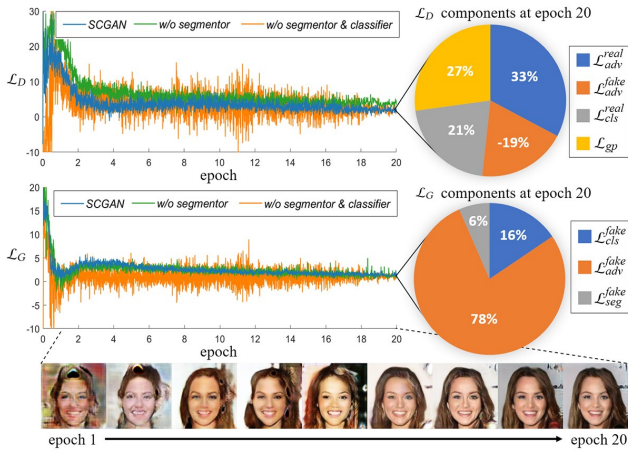 SCGAN w/o segmentor w/o segmentor & classifier
30
20
10
0
-10
0 2 4 6 8 10 12 14 16 18 20
epoch
ℒ_D
ℒ_D components at epoch 20
27%
33%
21%
-19%
ℒ_adv^real
ℒ_adv^fake
ℒ_cls^real
ℒ_gp
SCGAN w/o segmentor w/o segmentor & classifier
20
15
10
5
0
-5
-10
0 2 4 6 8 10 12 14 16 18 20
epoch
ℒ_G
ℒ_G components at epoch 20
6%
16%
78%
ℒ_cls^fake
ℒ_adv^fake
ℒ_seg^fake
epoch 1 epoch 20